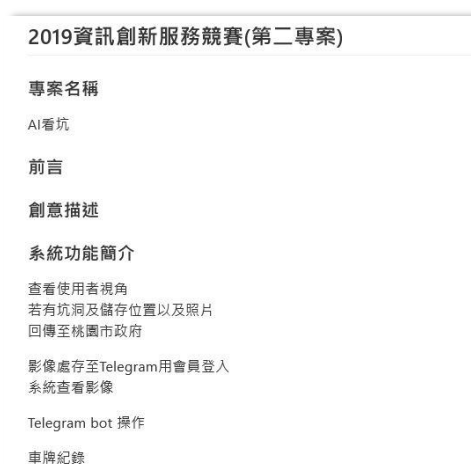 2019資訊創新服務競賽(第二專案)
專案名稱
AI看坑
前言
創意描述
系統功能簡介
查看使用者視角
若有坑洞及儲存位置以及照片
回傳至桃園市政府
影像處存至Telegram用會員登入
系統查看影像
Telegram bot 操作
車牌紀錄